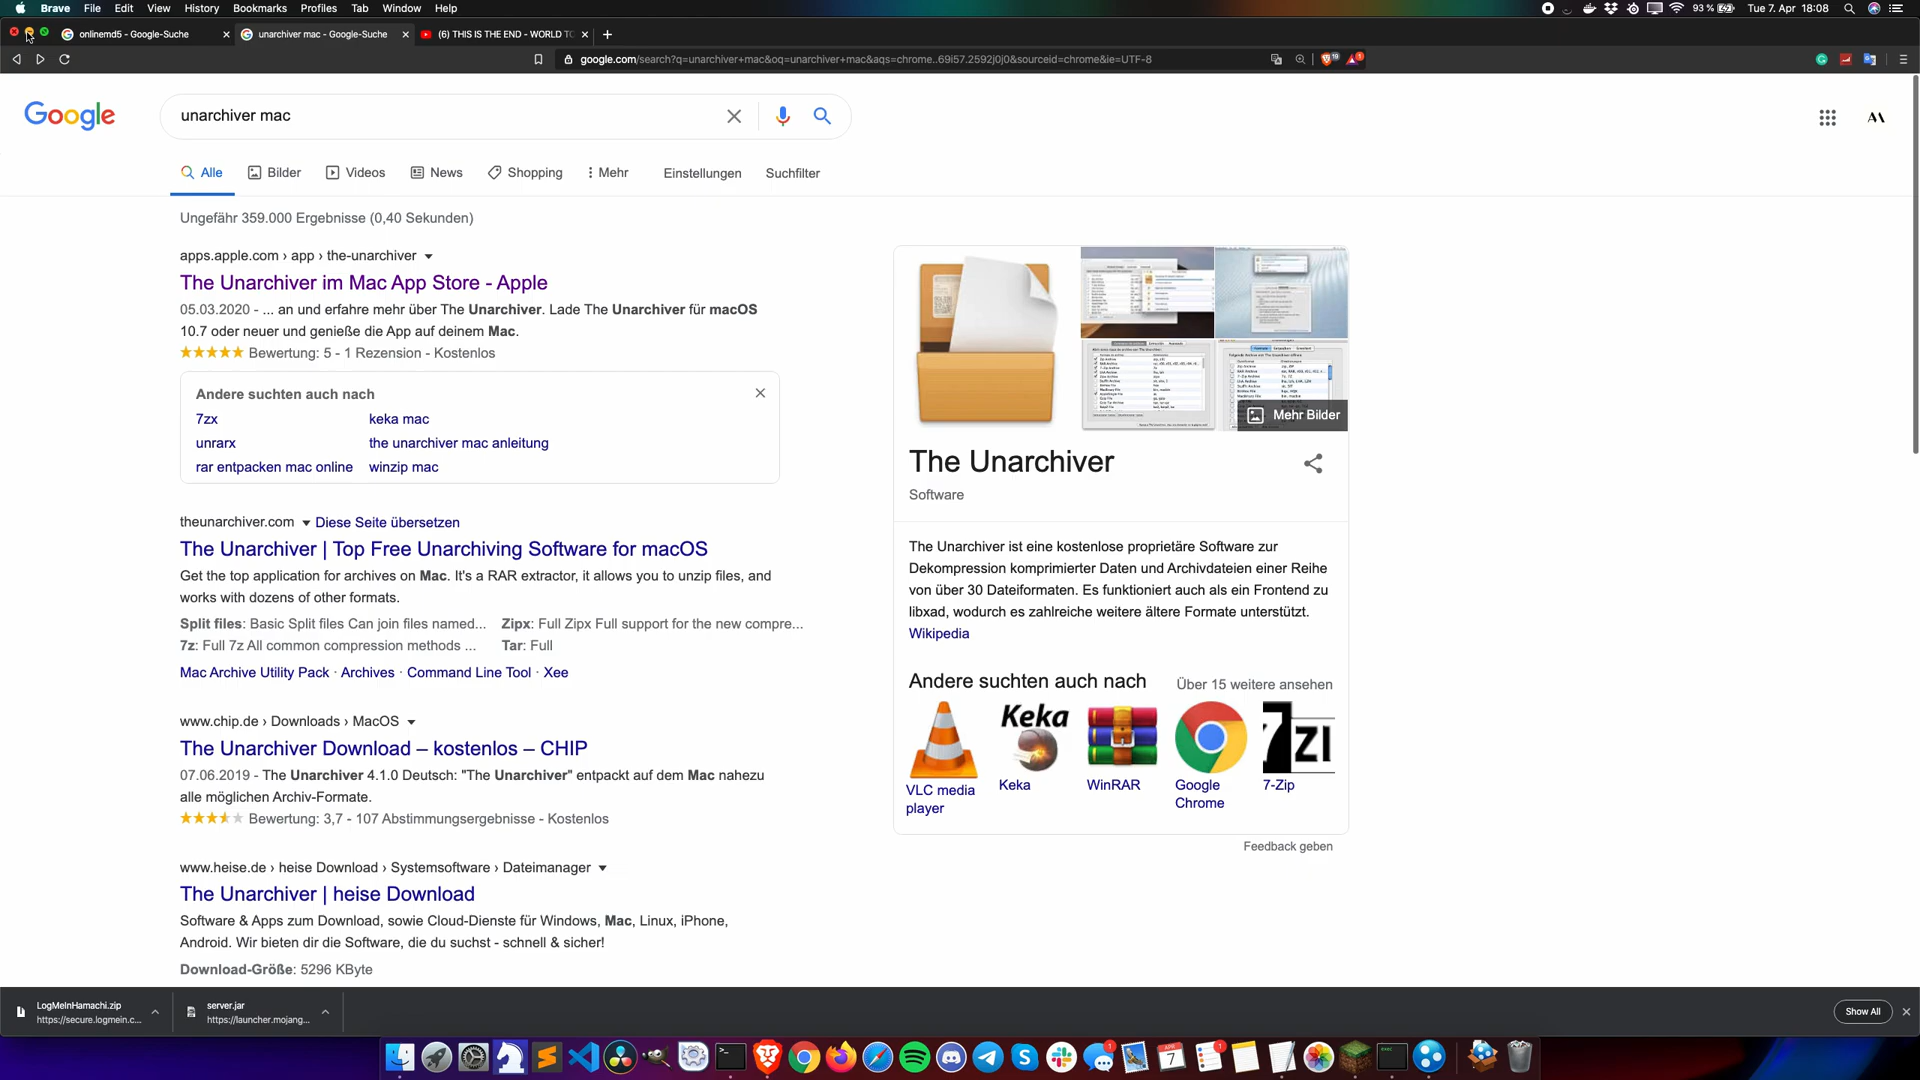 Brave File Edit View History Bookmarks Profiles Tab Window Help
93 % Tue 7. Apr 18:08
onlinemd5 - Google-Suche
unarchiver mac - Google-Suche
(6) THIS IS THE END - WORLD TO
google.com/search?q=unarchiver+mac&oq=unarchiver+mac&aqs=chrome..69i57.2592j0j0&sourceid=chrome&ie=UTF-8
Google
unarchiver mac
Alle Bilder Videos News Shopping Mehr Einstellungen Suchfilter
Ungefähr 359.000 Ergebnisse (0,40 Sekunden)
apps.apple.com › app › the-unarchiver
The Unarchiver im Mac App Store - Apple
05.03.2020 - ... an und erfahre mehr über The Unarchiver. Lade The Unarchiver für macOS
10.7 oder neuer und genieße die App auf deinem Mac.
Bewertung: 5 - 1 Rezension - Kostenlos
Andere suchten auch nach
7zx keka mac
unrarx the unarchiver mac anleitung
rar entpacken mac online winzip mac
theunarchiver.com Diese Seite übersetzen
The Unarchiver | Top Free Unarchiving Software for macOS
Get the top application for archives on Mac. It's a RAR extractor, it allows you to unzip files, and
works with dozens of other formats.
Split files: Basic Split files Can join files named... Zipx: Full Zipx Full support for the new compre...
7z: Full 7z All common compression methods ... Tar: Full
Mac Archive Utility Pack · Archives · Command Line Tool · Xee
www.chip.de › Downloads › MacOS
The Unarchiver Download – kostenlos – CHIP
07.06.2019 - The Unarchiver 4.1.0 Deutsch: "The Unarchiver" entpackt auf dem Mac nahezu
alle möglichen Archiv-Formate.
Bewertung: 3,7 - 107 Abstimmungsergebnisse - Kostenlos
www.heise.de › heise Download › Systemsoftware › Dateimanager
The Unarchiver | heise Download
Software & Apps zum Download, sowie Cloud-Dienste für Windows, Mac, Linux, iPhone,
Android. Wir bieten dir die Software, die du suchst - schnell & sicher!
Download-Größe: 5296 KByte
Mehr Bilder
The Unarchiver
Software
The Unarchiver ist eine kostenlose proprietäre Software zur
Dekompression komprimierter Daten und Archivdateien einer Reihe
von über 30 Dateiformaten. Es funktioniert auch als ein Frontend zu
libxad, wodurch es zahlreiche weitere ältere Formate unterstützt.
Wikipedia
Andere suchten auch nach Über 15 weitere ansehen
Keka
7ZI
VLC media player
Keka
WinRAR
Google Chrome
7-Zip
Feedback geben
LogMeInHamachi.zip
https://secure.logmein.c...
server.jar
https://launcher.mojang...
Show All